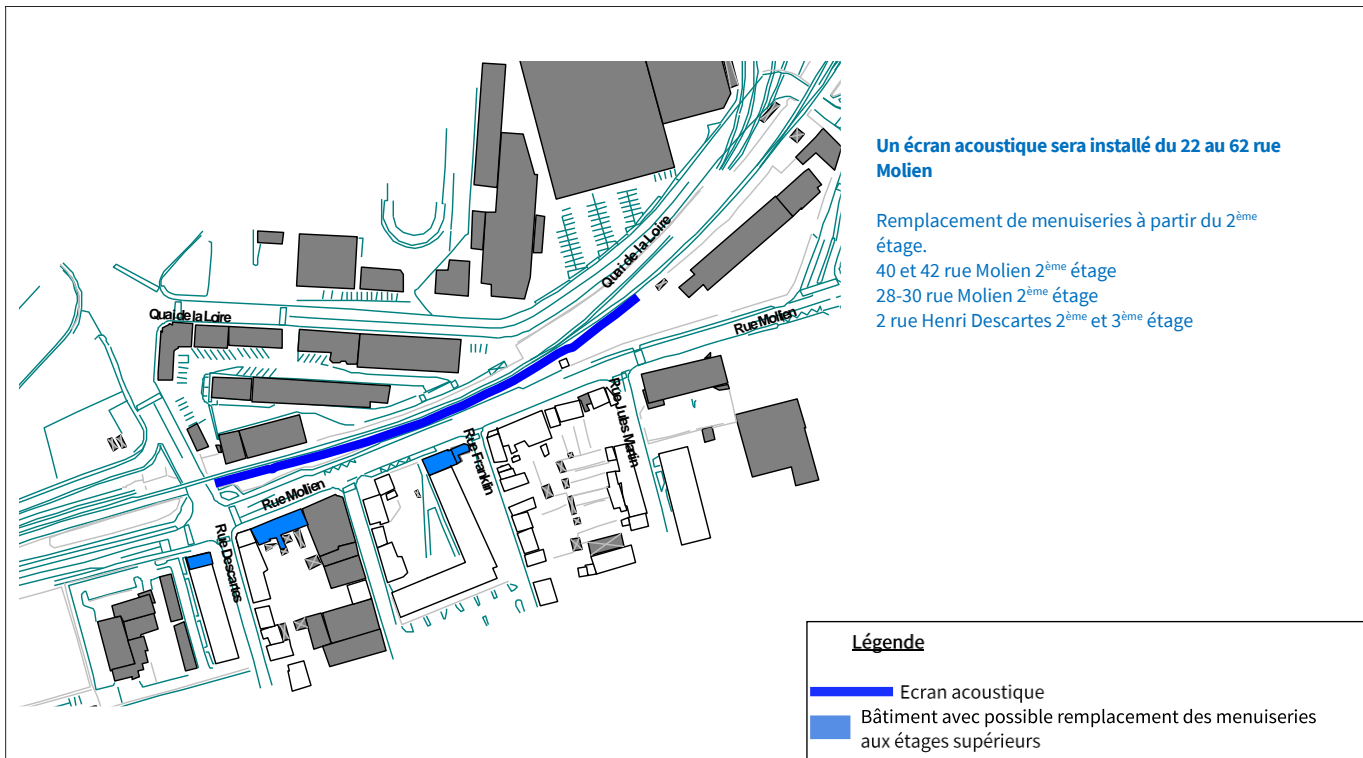 Un écran acoustique sera installé du 22 au 62 rue
Molien
Remplacement de menuiseries à partir du 2ème
étage.
40 et 42 rue Molien 2ème étage
28-30 rue Molien 2ème étage
2 rue Henri Descartes 2ème et 3ème étage
Quai de la Loire
Quai de la Loire
Rue Mollien
Rue Jules Martin
Rue Franklin
Rue Mollien
Rue Descartes
Légende
Ecran acoustique
Bâtiment avec possible remplacement des menuiseries
aux étages supérieurs